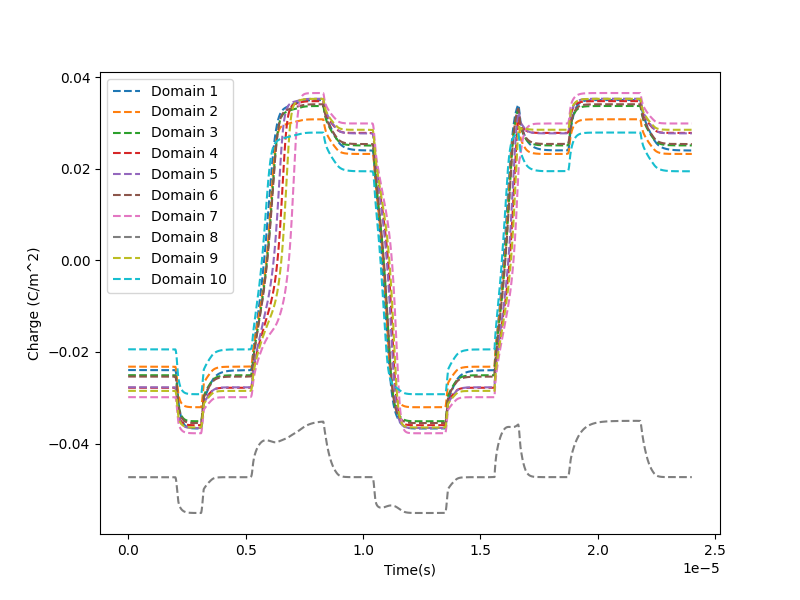 0.04
0.02
0.00
−0.02
−0.04
Charge (C/m^2)
Domain 1
Domain 2
Domain 3
Domain 4
Domain 5
Domain 6
Domain 7
Domain 8
Domain 9
Domain 10
0.0 0.5 1.0 1.5 2.0 2.5
Time(s)
1e−5